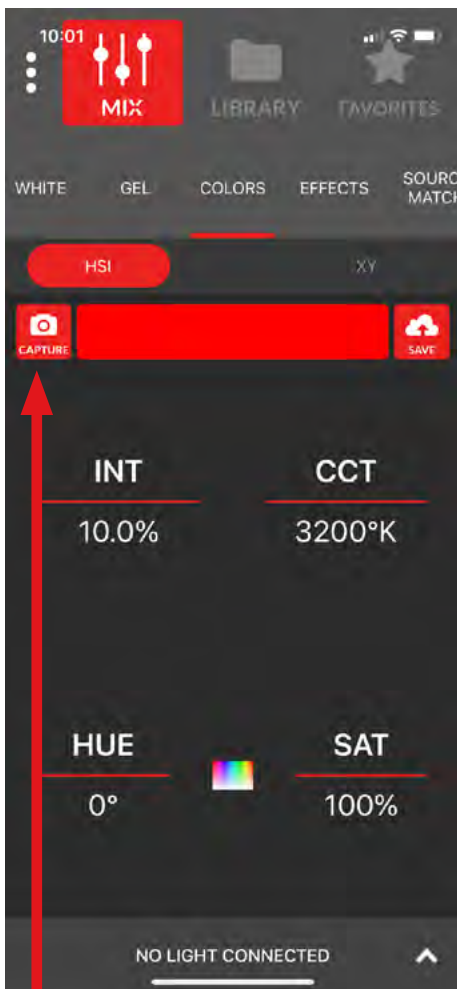 10:01
MIX
LIBRARY
FAVORITES
WHITE GEL COLORS EFFECTS SOURC
MATCH
HSI XY
CAPTURE SAVE
INT CCT
10.0% 3200°K
HUE SAT
0° 100%
NO LIGHT CONNECTED